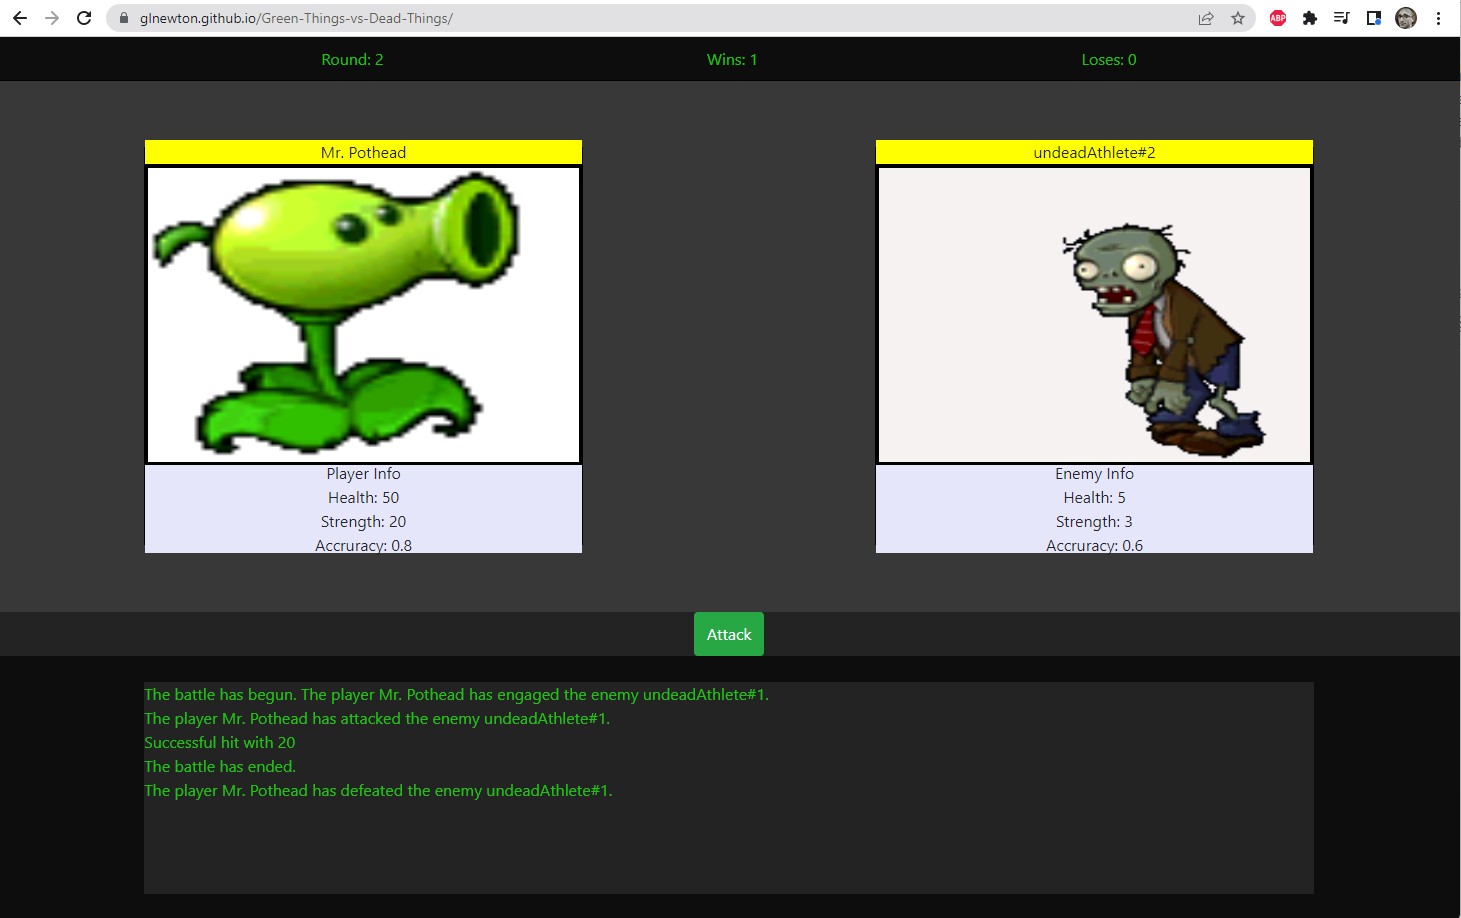 glnewton.github.io/Green-Things-vs-Dead-Things/
ABP
Round: 2 Wins: 1 Loses: 0
Mr. Pothead
undeadAthlete#2
Player Info
Health: 50
Strength: 20
Accruracy: 0.8
Enemy Info
Health: 5
Strength: 3
Accruracy: 0.6
Attack
The battle has begun. The player Mr. Pothead has engaged the enemy undeadAthlete#1.
The player Mr. Pothead has attacked the enemy undeadAthlete#1.
Successful hit with 20
The battle has ended.
The player Mr. Pothead has defeated the enemy undeadAthlete#1.